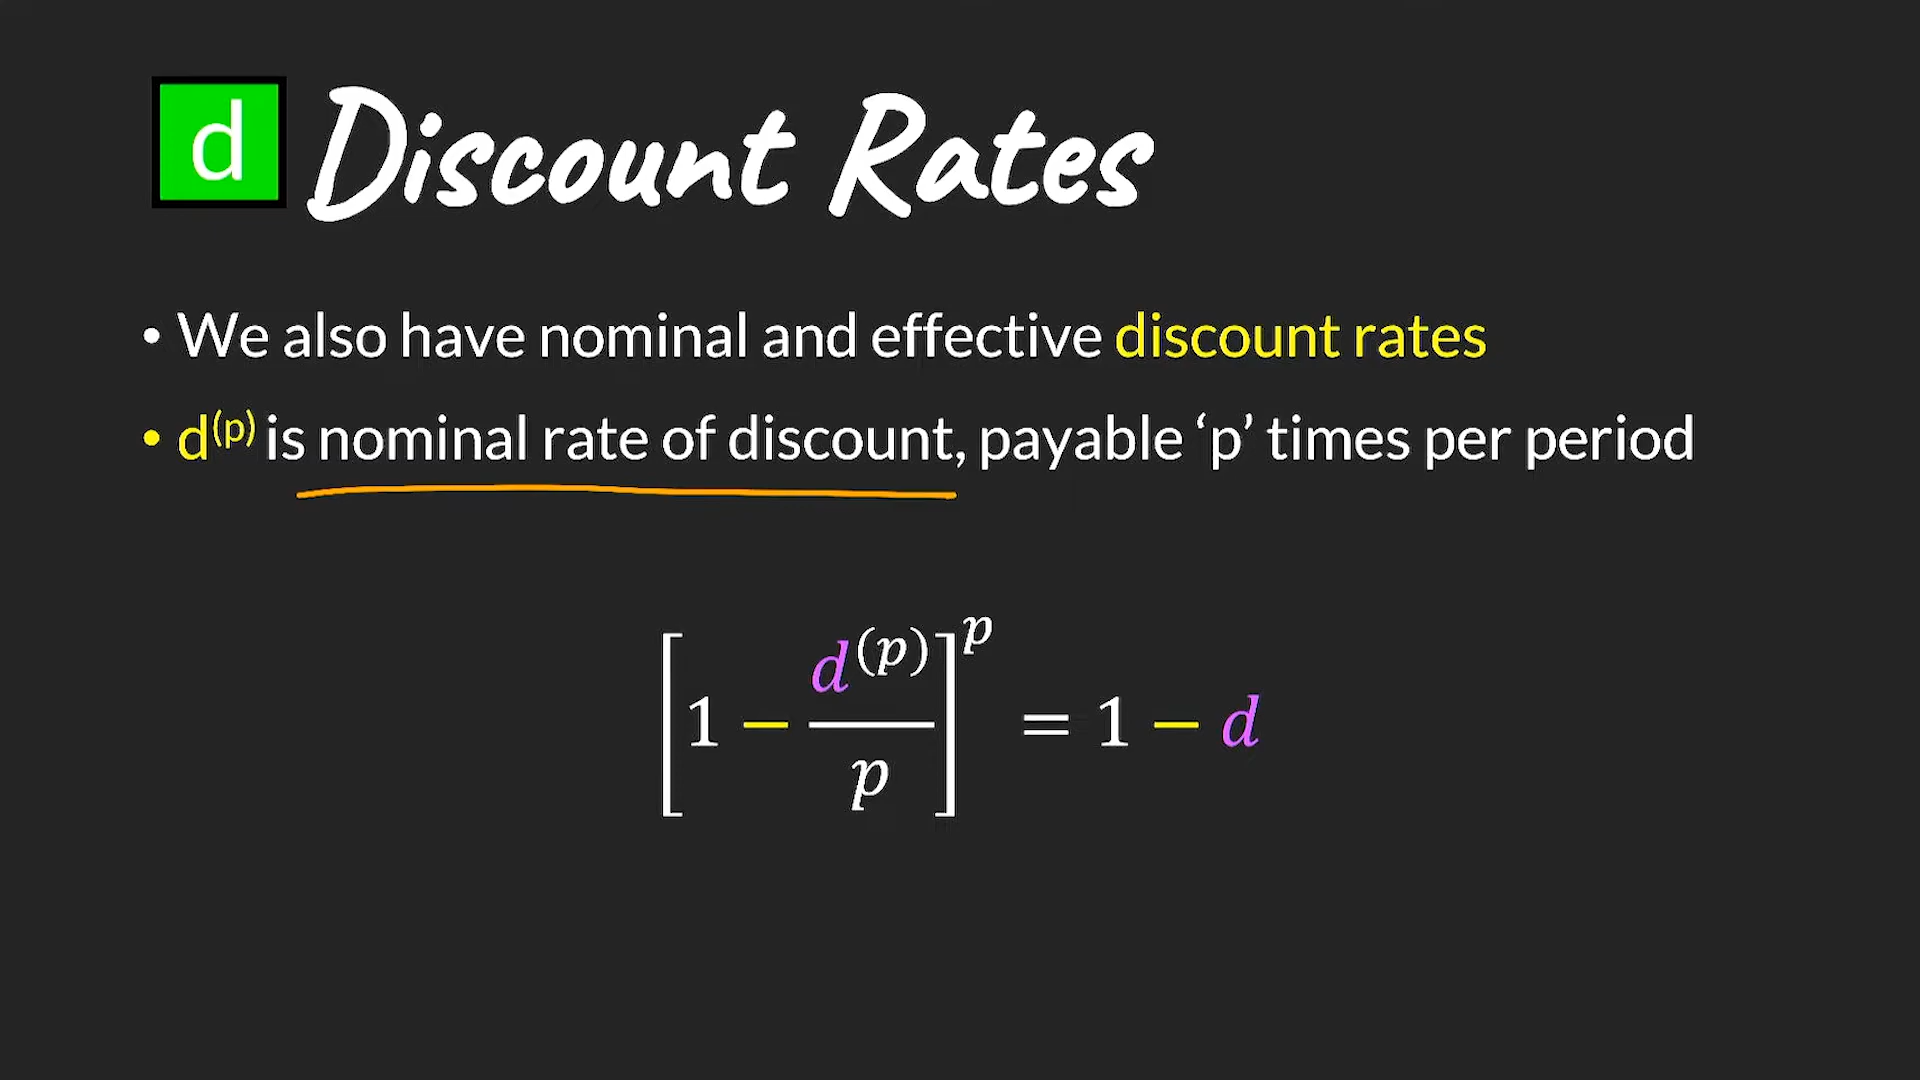 d Discount Rates
• We also have nominal and effective discount rates
• d⁽ᵖ⁾ is nominal rate of discount, payable ‘p’ times per period
[1 − d^(p)/p]^p = 1 − d